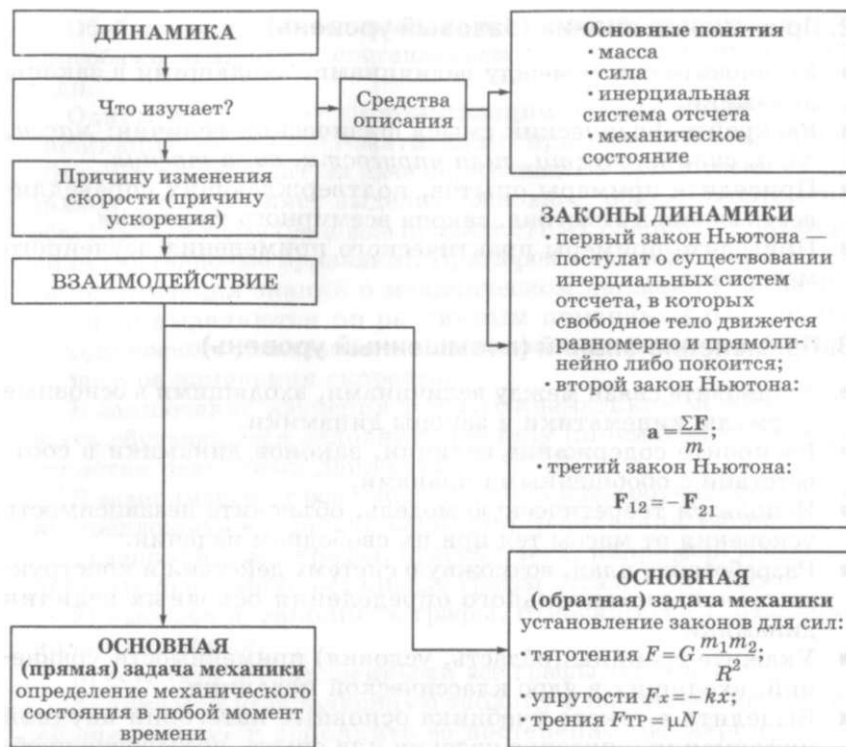 ДИНАМИКА
Что изучает?
Средства
описания
Основные понятия
· масса
· сила
· инерциальная
система отсчета
· механическое
состояние
Причину изменения
скорости (причину
ускорения)
ВЗАИМОДЕЙСТВИЕ
ЗАКОНЫ ДИНАМИКИ
· первый закон Ньютона:
постулат о существовании
инерциальных систем
отсчета, в которых
свободное тело движется
равномерно и прямоли-
нейно либо покоится;
· второй закон Ньютона:
a = ΣF/m;
· третий закон Ньютона:
F₁₂ = – F₂₁
ОСНОВНАЯ
(прямая) задача механики
определение механического
состояния в любой момент
времени
ОСНОВНАЯ
(обратная) задача механики
установление законов для сил:
· тяготения F = G m₁m₂/R²;
· упругости Fx = – kx;
· трения FТР = μN